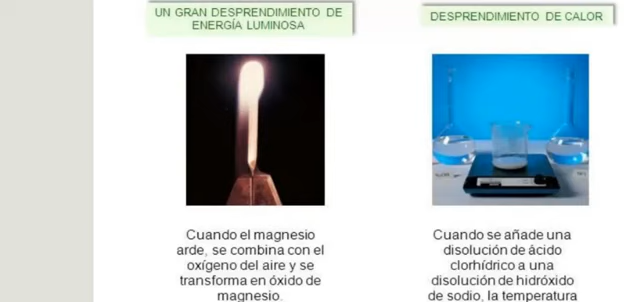 UN GRAN DESPRENDIMIENTO DE
ENERGÍA LUMINOSA
DESPRENDIMIENTO DE CALOR
Cuando el magnesio
arde, se combina con el
oxígeno del aire y se
transforma en óxido de
magnesio.
Cuando se añade una
disolución de ácido
clorhídrico a una
disolución de hidróxido
de sodio, la temperatura